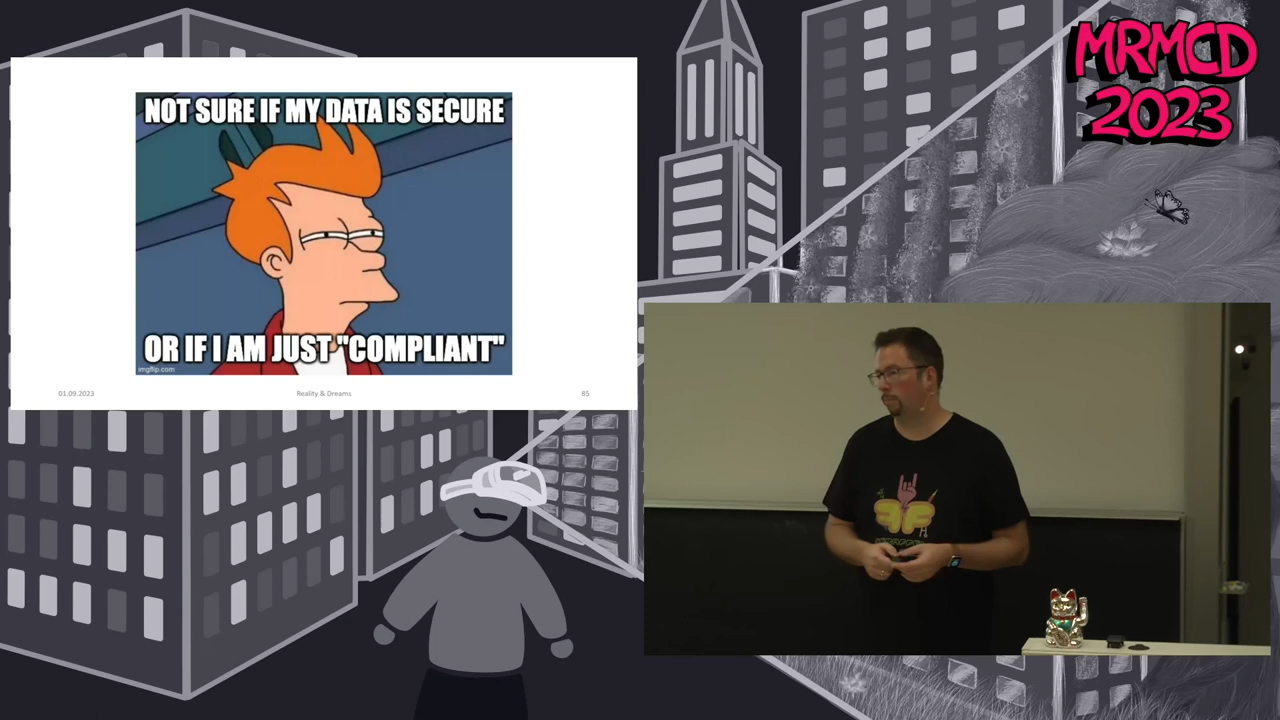 NOT SURE IF MY DATA IS SECURE
OR IF I AM JUST "COMPLIANT"
imgflip.com
01.09.2023
Reality & Dreams
85
MRMCD
2023